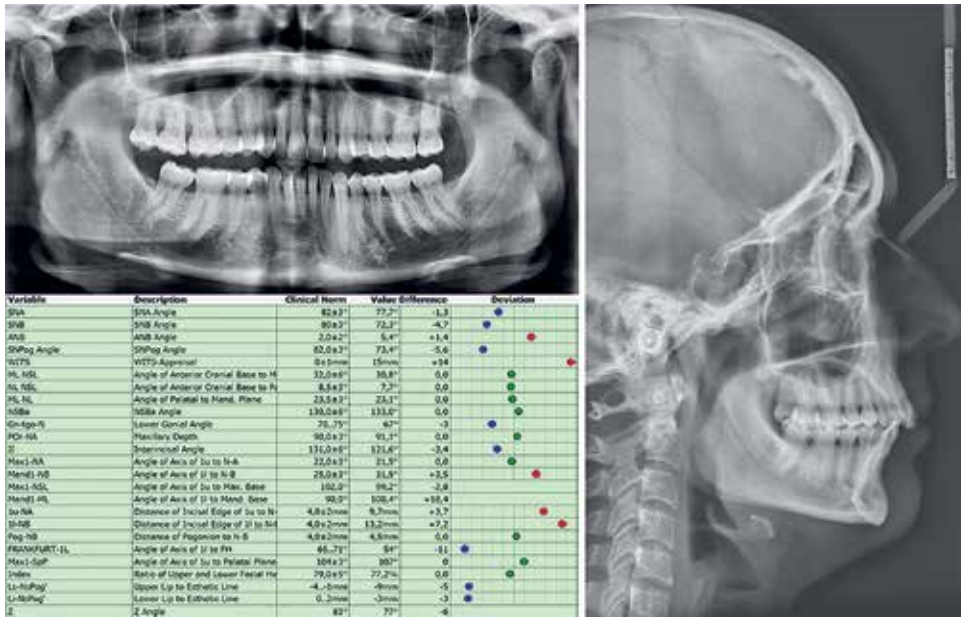 Variable Description Clinical Norm Value Difference Deviation
SNA SNA Angle 82±3° 77,7° -1,3
SNB SNB Angle 80±3° 72,3° -4,7
ANB ANB Angle 2,0±2° 5,4° +1,4
SNPog Angle SNPog Angle 82,0±3° 73,4° -5,6
WITS WITS-Appraisal 0±1mm 15mm +14
ML NSL Angle of Anterior Cranial Base to M 32,0±6° 30,8° 0,0
NL NSL Angle of Anterior Cranial Base to Pa 8,5±3° 7,7° 0,0
ML NL Angle of Palatal to Mand. Plane 23,5±3° 23,1° 0,0
NSBa NSBa Angle 130,0±6° 133,0° 0,0
Gn-tgo-N Lower Gonial Angle 70..75° 67° -3
POr-NA Maxillary Depth 90,0±3° 91,1° 0,0
II Interincisal Angle 131,0±6° 121,6° -3,4
Max1-NA Angle of Axis of 1u to N-A 22,0±3° 21,5° 0,0
Mand1-NB Angle of Axis of 1l to N-B 25,0±3° 31,5° +3,5
Max1-NSL Angle of Axis of 1u to Max. Base 102,0° 99,2° -2,8
Mand1-ML Angle of Axis of 1l to Mand. Base 90,0° 108,4° +18,4
1u-NA Distance of Incisal Edge of 1u to N- 4,0±2mm 9,7mm +3,7
1l-NB Distance of Incisal Edge of 1l to N- 4,0±2mm 13,2mm +7,2
Pog-NB Distance of Pogonion to N-B 4,0±2mm 4,5mm 0,0
FRANKFURT-1L Angle of Axis of 1l to FH 65..71° 54° -11
Max1-SpP Angle of Axis of 1u to Palatal Plane 104±3° 107° 0
Index Ratio of Upper and Lower Facial He 79,0±5° 77,2% 0,0
Ls-NsPog' Upper Lip to Esthetic Line -9mm -5
Li-NsPog' Lower Lip to Esthetic Line 0..2mm -3mm -3
Z Z Angle 83° 77° -6